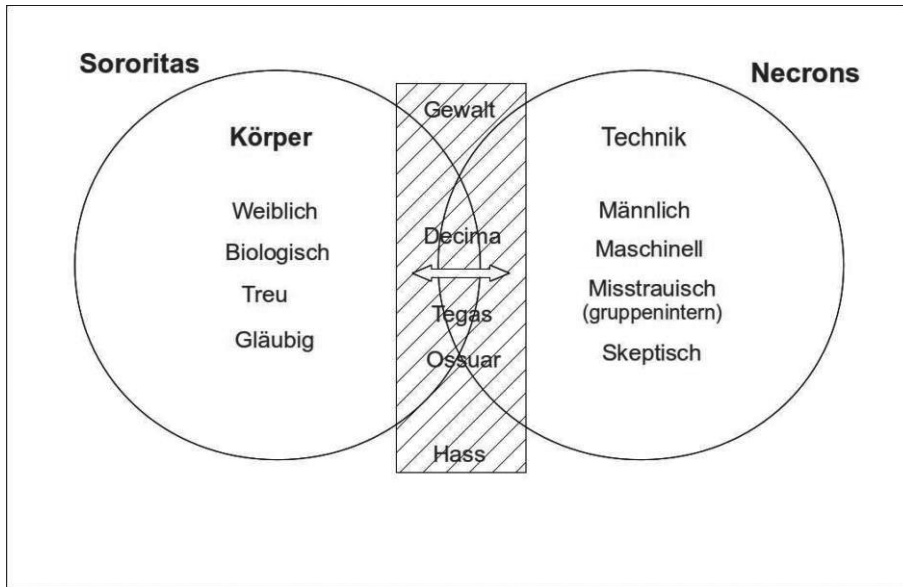 Sororitas
Körper
Weiblich
Biologisch
Treu
Gläubig
Gewalt
Decima
Tegas
Ossuar
Hass
Necrons
Technik
Männlich
Maschinell
Misstrauisch
(gruppenintern)
Skeptisch